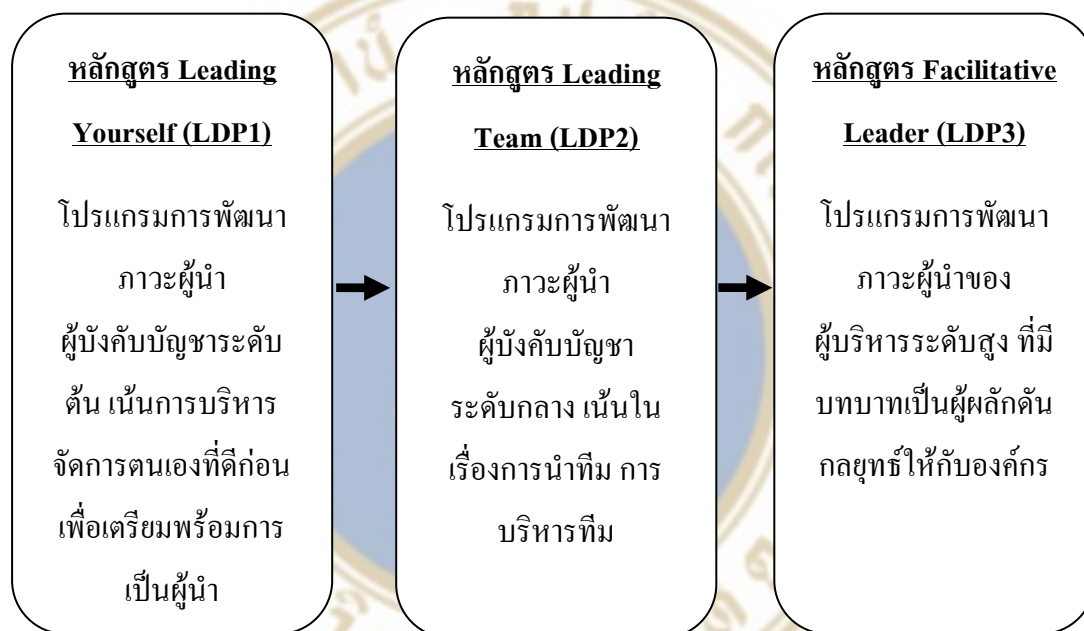 หลักสูตร Leading
Yourself (LDP1)
โปรแกรมการพัฒนา
ภาวะผู้นำ
ผู้บังคับบัญชาระดับ
ต้น เน้นการบริหาร
จัดการตนเองที่ดีก่อน
เพื่อเตรียมพร้อมการ
เป็นผู้นำ
หลักสูตร Leading
Team (LDP2)
โปรแกรมการพัฒนา
ภาวะผู้นำ
ผู้บังคับบัญชา
ระดับกลาง เน้นใน
เรื่องการนำทีม การ
บริหารทีม
หลักสูตร Facilitative
Leader (LDP3)
โปรแกรมการพัฒนา
ภาวะผู้นำของ
ผู้บริหารระดับสูง ที่มี
บทบาทเป็นผู้ผลักดัน
กลยุทธ์ให้กับองค์กร